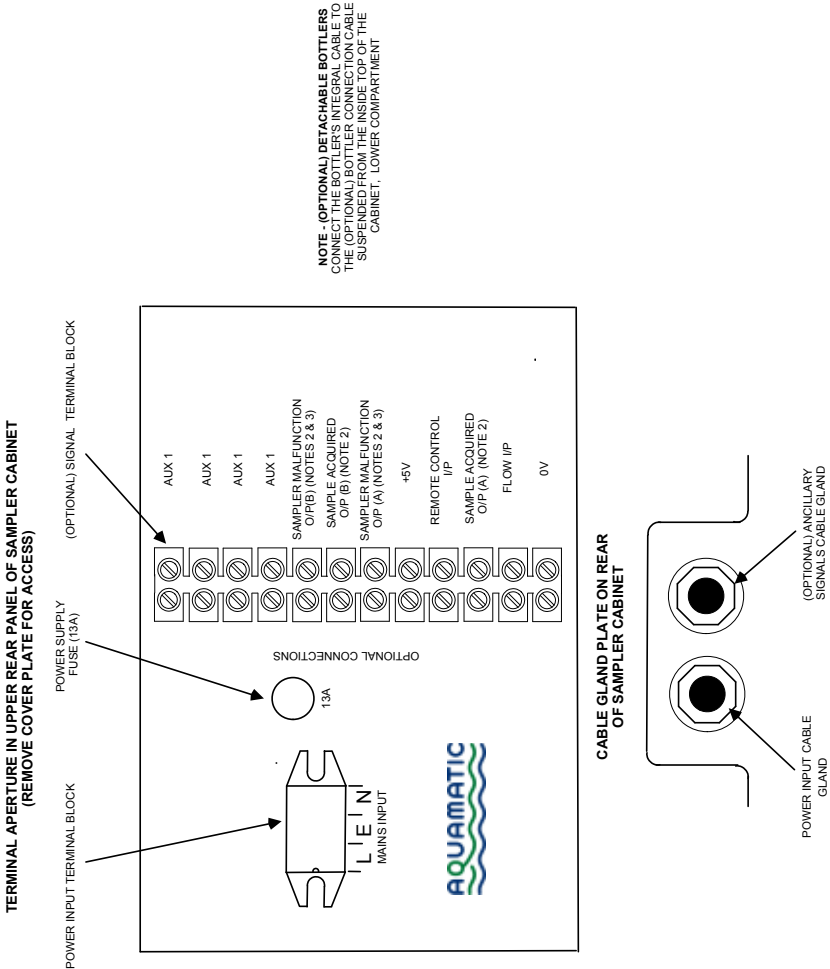 TERMINAL APERTURE IN UPPER REAR PANEL OF SAMPLER CABINET
(REMOVE COVER PLATE FOR ACCESS)
POWER INPUT TERMINAL BLOCK
POWER SUPPLY
FUSE (13A)
(OPTIONAL) SIGNAL TERMINAL BLOCK
L E N
MAINS INPUT
13A
OPTIONAL CONNECTIONS
AQUAMATIC
AUX 1
AUX 1
AUX 1
AUX 1
SAMPLER MALFUNCTION
O/P(B) (NOTES 2 & 3)
SAMPLE ACQUIRED
O/P (B) (NOTE 2)
SAMPLER MALFUNCTION
O/P (A) (NOTES 2 & 3)
+5V
REMOTE CONTROL
I/P
SAMPLE ACQUIRED
O/P (A) (NOTE 2)
FLOW I/P
0V
NOTE - (OPTIONAL) DETACHABLE BOTTLERS
CONNECT THE BOTTLER'S INTEGRAL CABLE TO
THE (OPTIONAL) BOTTLER CONNECTION CABLE
SUSPENDED FROM THE INSIDE TOP OF THE
CABINET, LOWER COMPARTMENT
CABLE GLAND PLATE ON REAR
OF SAMPLER CABINET
POWER INPUT CABLE
GLAND
(OPTIONAL) ANCILLARY
SIGNALS CABLE GLAND